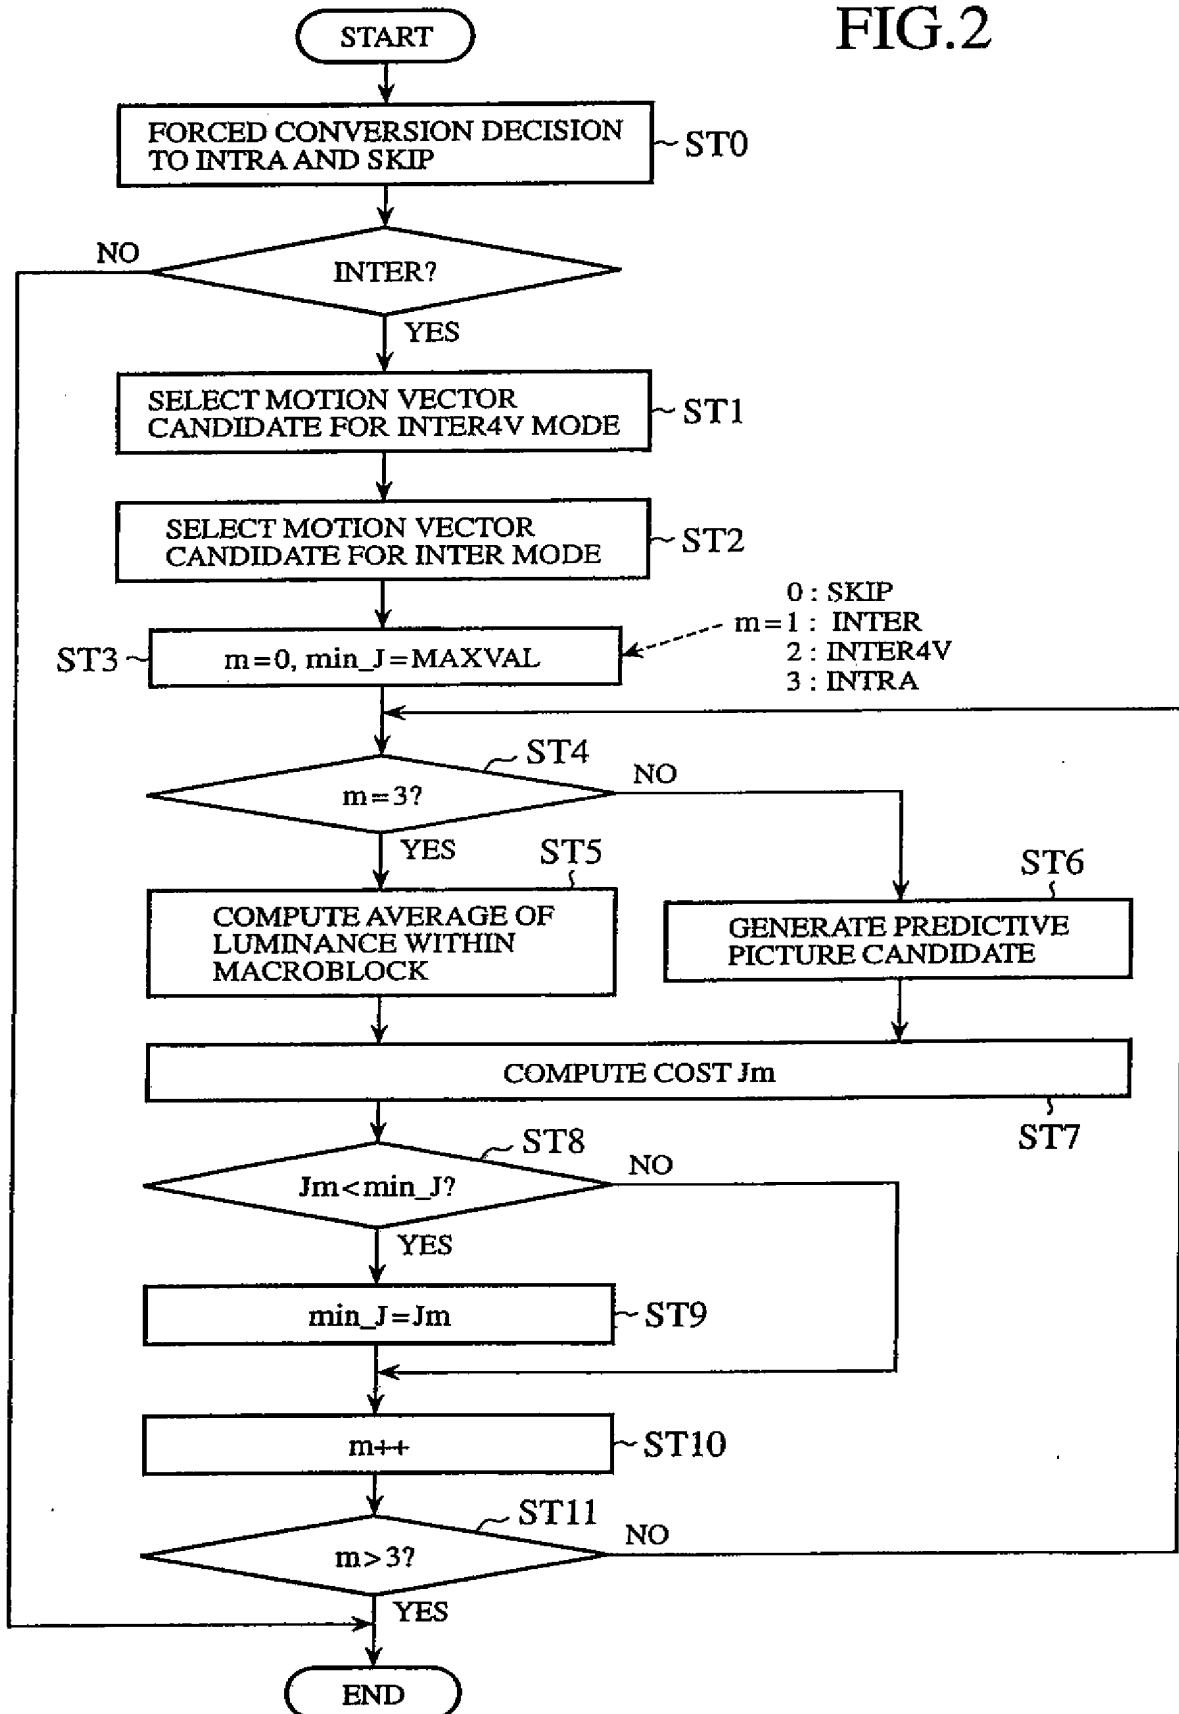 FIG.2
START
FORCED CONVERSION DECISION
TO INTRA AND SKIP
ST0
NO
INTER?
YES
SELECT MOTION VECTOR
CANDIDATE FOR INTER4V MODE
ST1
SELECT MOTION VECTOR
CANDIDATE FOR INTER MODE
ST2
0 : SKIP
m=1 : INTER
2 : INTER4V
3 : INTRA
ST3
m=0, min_J=MAXVAL
ST4
NO
m=3?
YES
ST5
ST6
COMPUTE AVERAGE OF
LUMINANCE WITHIN
MACROBLOCK
GENERATE PREDICTIVE
PICTURE CANDIDATE
COMPUTE COST Jm
ST7
ST8
NO
Jm<min_J?
YES
min_J=Jm
ST9
m++
ST10
ST11
NO
m>3?
YES
END